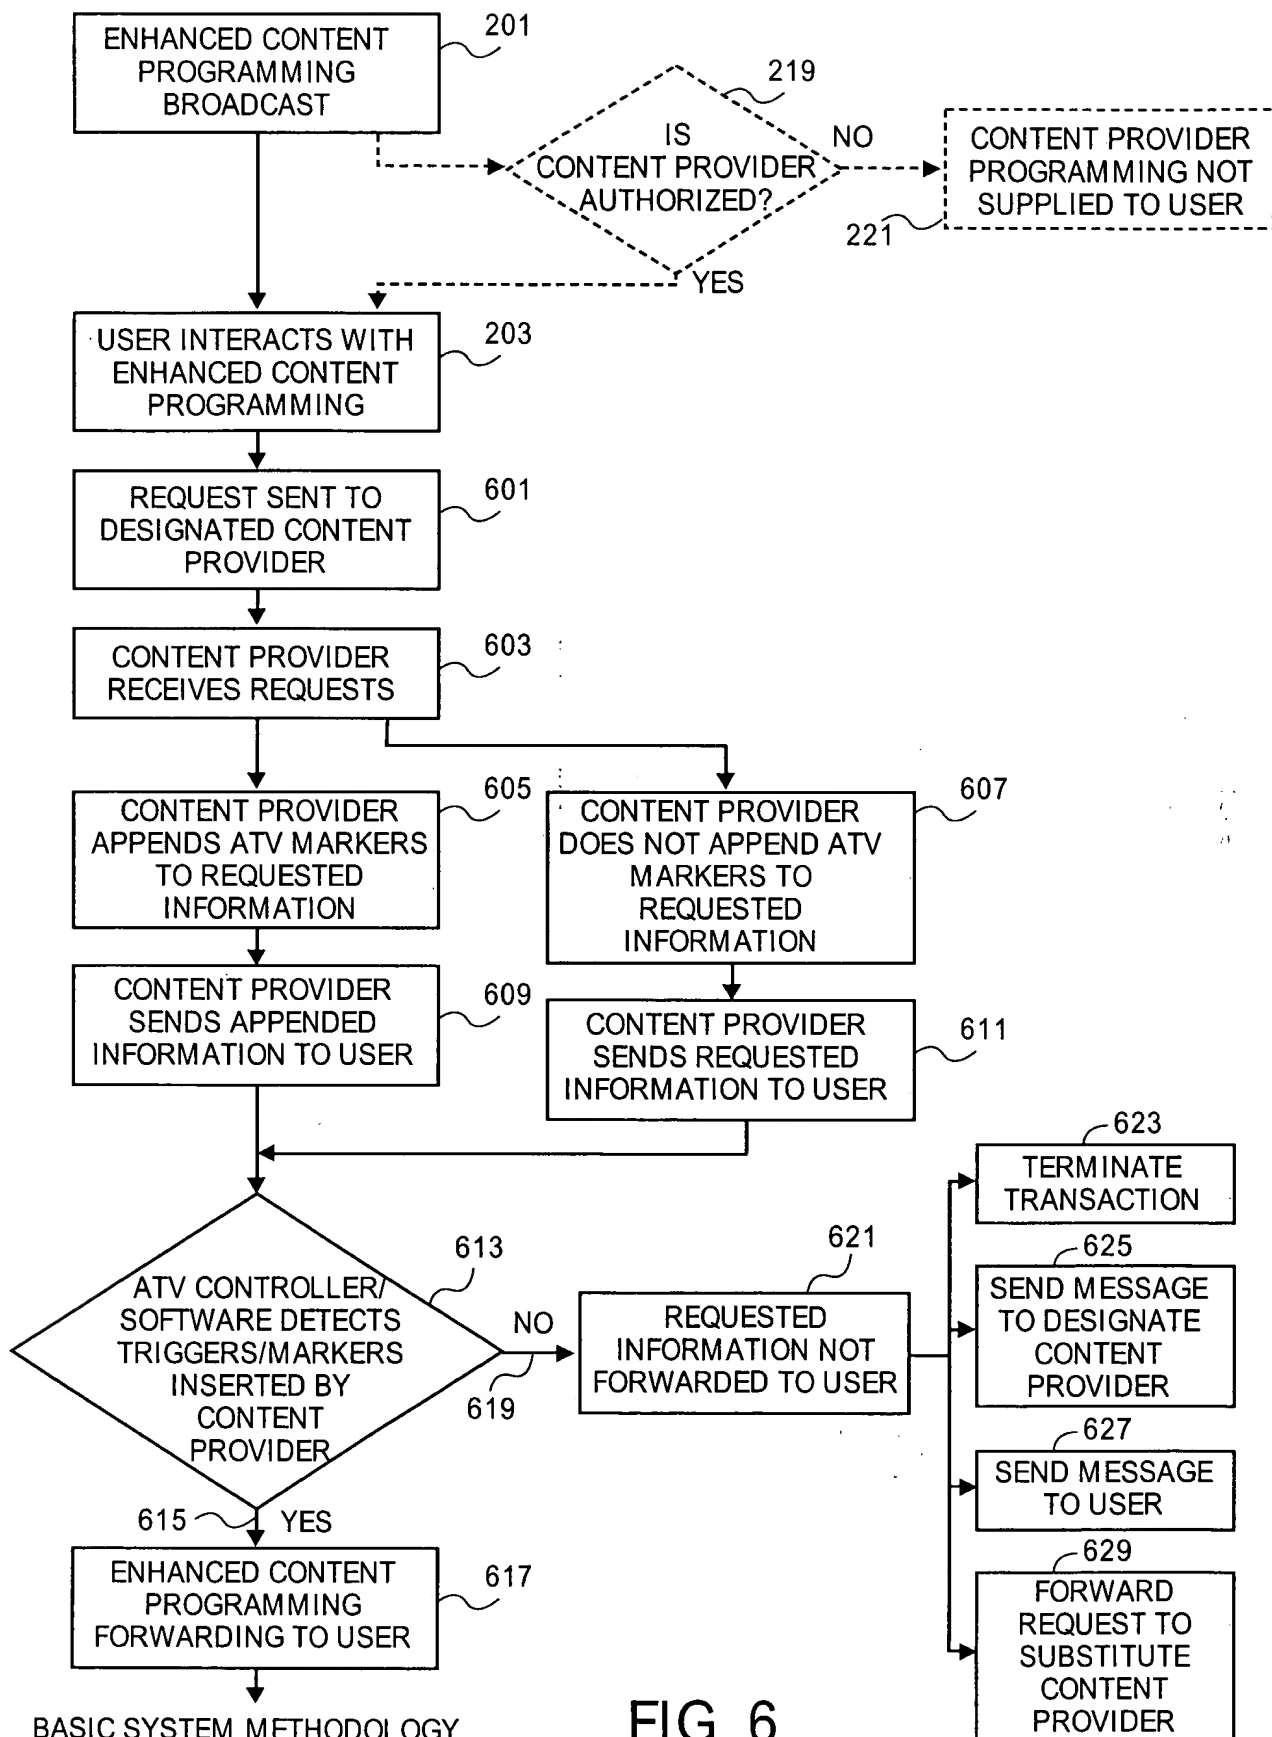 ENHANCED CONTENT
PROGRAMMING
BROADCAST
201
IS
CONTENT PROVIDER
AUTHORIZED?
219
NO
CONTENT PROVIDER
PROGRAMMING NOT
SUPPLIED TO USER
221
YES
USER INTERACTS WITH
ENHANCED CONTENT
PROGRAMMING
203
REQUEST SENT TO
DESIGNATED CONTENT
PROVIDER
601
CONTENT PROVIDER
RECEIVES REQUESTS
603
CONTENT PROVIDER
APPENDS ATV MARKERS
TO REQUESTED
INFORMATION
605
CONTENT PROVIDER
DOES NOT APPEND ATV
MARKERS TO
REQUESTED
INFORMATION
607
CONTENT PROVIDER
SENDS APPENDED
INFORMATION TO USER
609
CONTENT PROVIDER
SENDS REQUESTED
INFORMATION TO USER
611
ATV CONTROLLER/
SOFTWARE DETECTS
TRIGGERS/MARKERS
INSERTED BY
CONTENT
PROVIDER
613
NO
619
REQUESTED
INFORMATION NOT
FORWARDED TO USER
621
623
TERMINATE
TRANSACTION
625
SEND MESSAGE
TO DESIGNATE
CONTENT
PROVIDER
627
SEND MESSAGE
TO USER
629
FORWARD
REQUEST TO
SUBSTITUTE
CONTENT
PROVIDER
615
YES
ENHANCED CONTENT
PROGRAMMING
FORWARDING TO USER
617
BASIC SYSTEM METHODOLOGY
FIG. 6